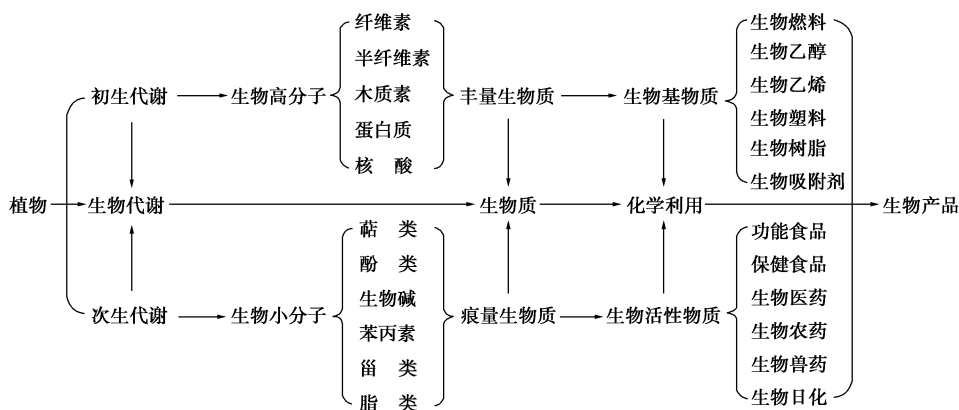 纤维素
半纤维素
木质素
蛋白质
核 酸
初生代谢
生物高分子
丰量生物质
生物基物质
生物燃料
生物乙醇
生物乙烯
生物塑料
生物树脂
生物吸附剂
植物
生物代谢
生物质
化学利用
生物产品
萜 类
酚 类
生物碱
苯丙素
甾 类
脂 类
次生代谢
生物小分子
痕量生物质
生物活性物质
功能食品
保健食品
生物医药
生物农药
生物兽药
生物日化